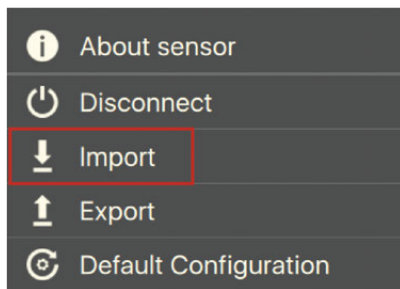 About sensor
Disconnect
Import
Export
Default Configuration